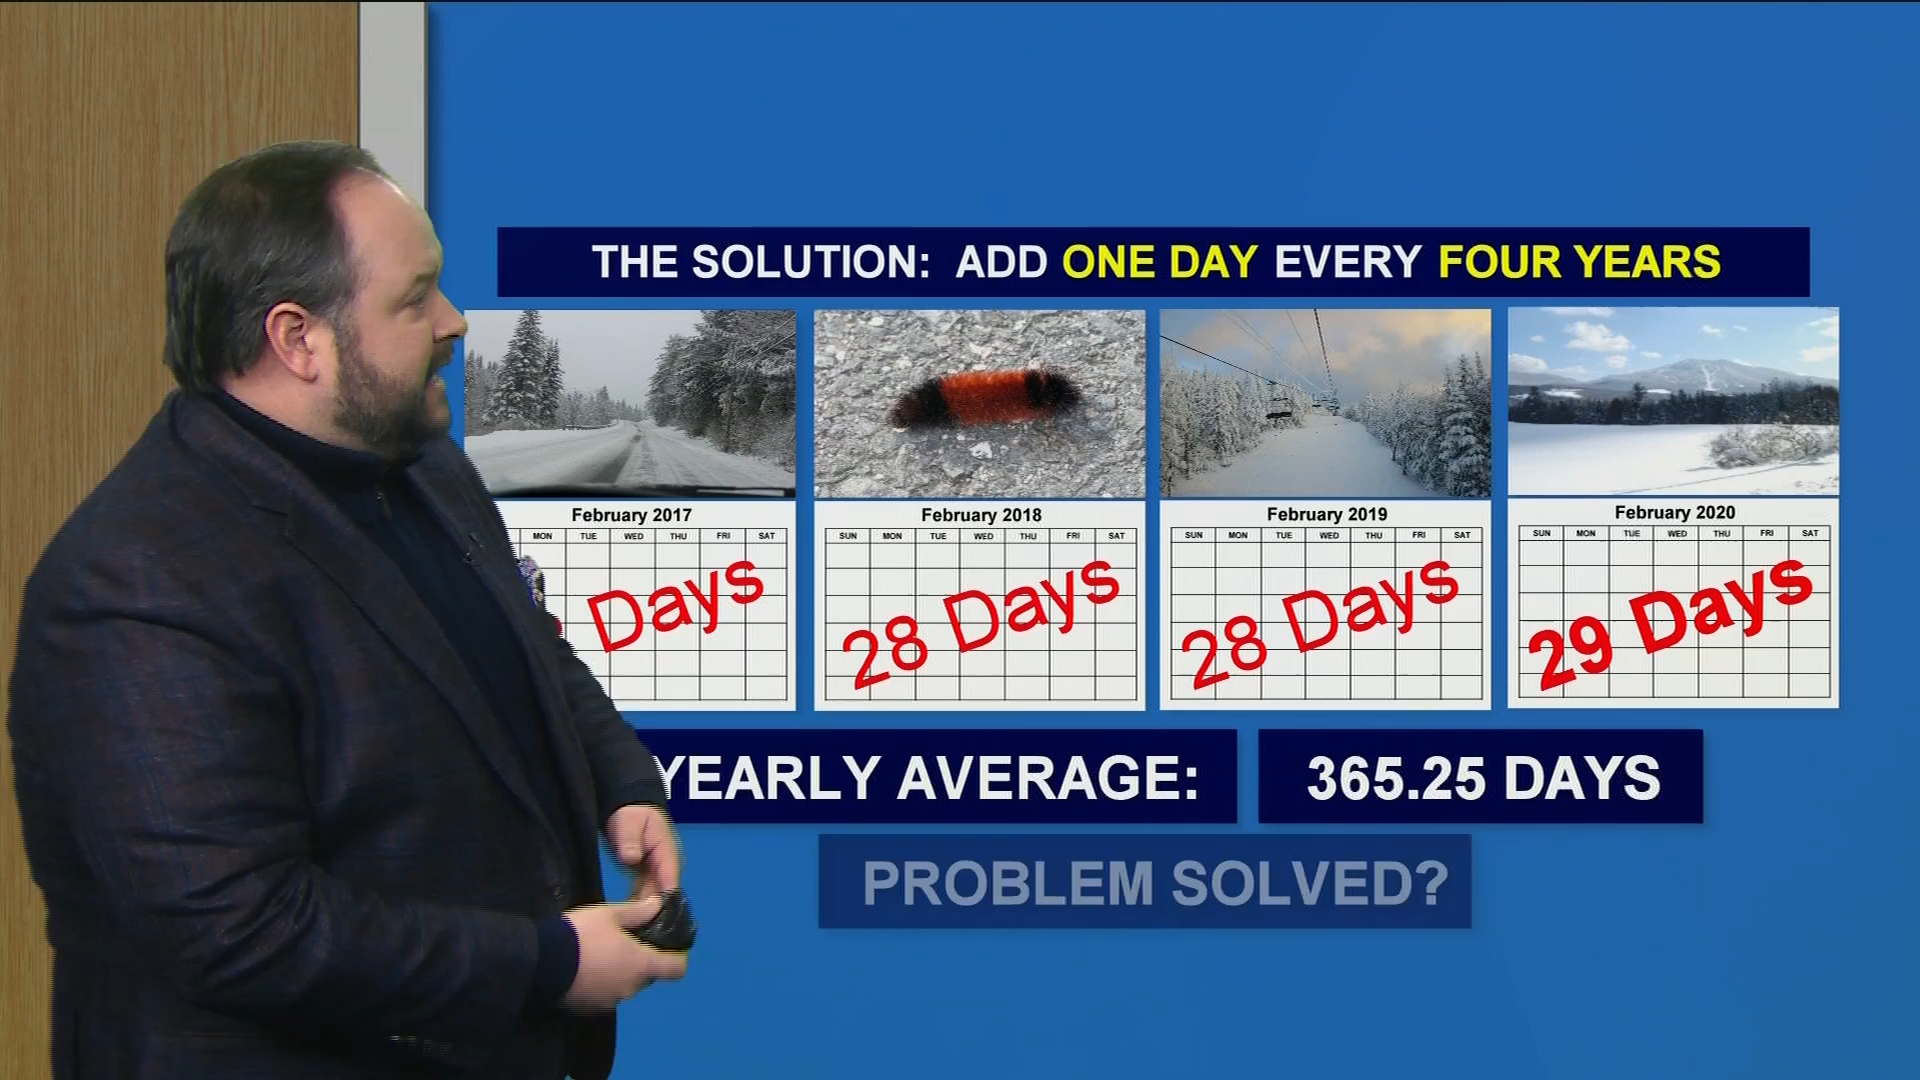 THE SOLUTION: ADD ONE DAY EVERY FOUR YEARS
February 2017
MON TUE WED THU FRI SAT
Days
February 2018
SUN MON TUE WED THU FRI SAT
28 Days
February 2019
SUN MON TUE WED THU FRI SAT
28 Days
February 2020
SUN MON TUE WED THU FRI SAT
29 Days
YEARLY AVERAGE:
365.25 DAYS
PROBLEM SOLVED?